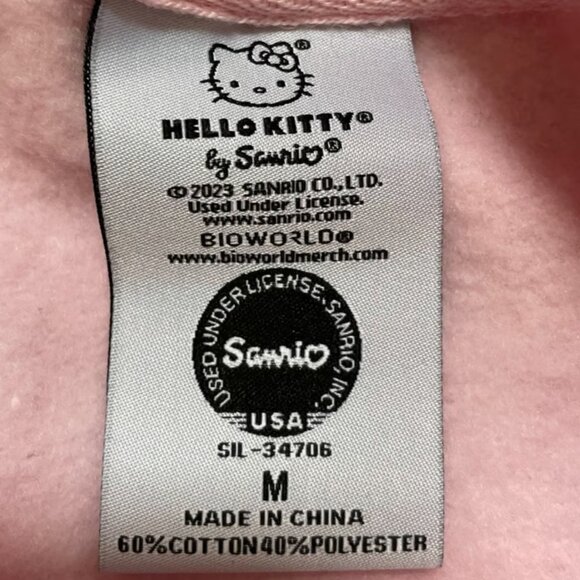 HELLO KITTY®
by Sanrio®
© 2023 SANRIO CO., LTD.
Used Under License.
www.sanrio.com
BIOWORLD®
www.bioworldmerch.com
USED UNDER LICENSE. SANRIO, INC.
Sanrio
USA
SIL-34706
M
MADE IN CHINA
60%COTTON40%POLYESTER